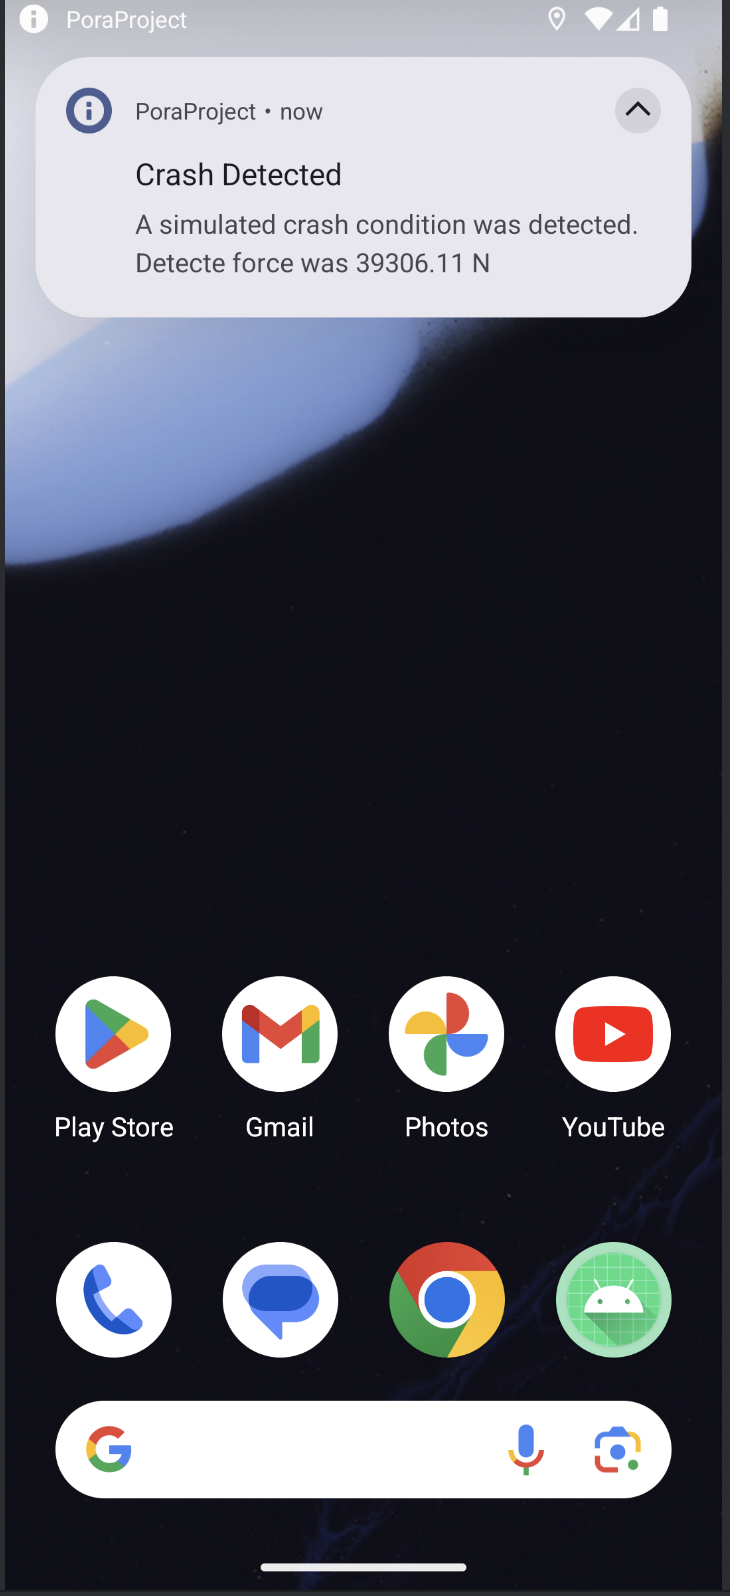 PoraProject
PoraProject • now
Crash Detected
A simulated crash condition was detected.
Detecte force was 39306.11 N
Play Store Gmail Photos YouTube